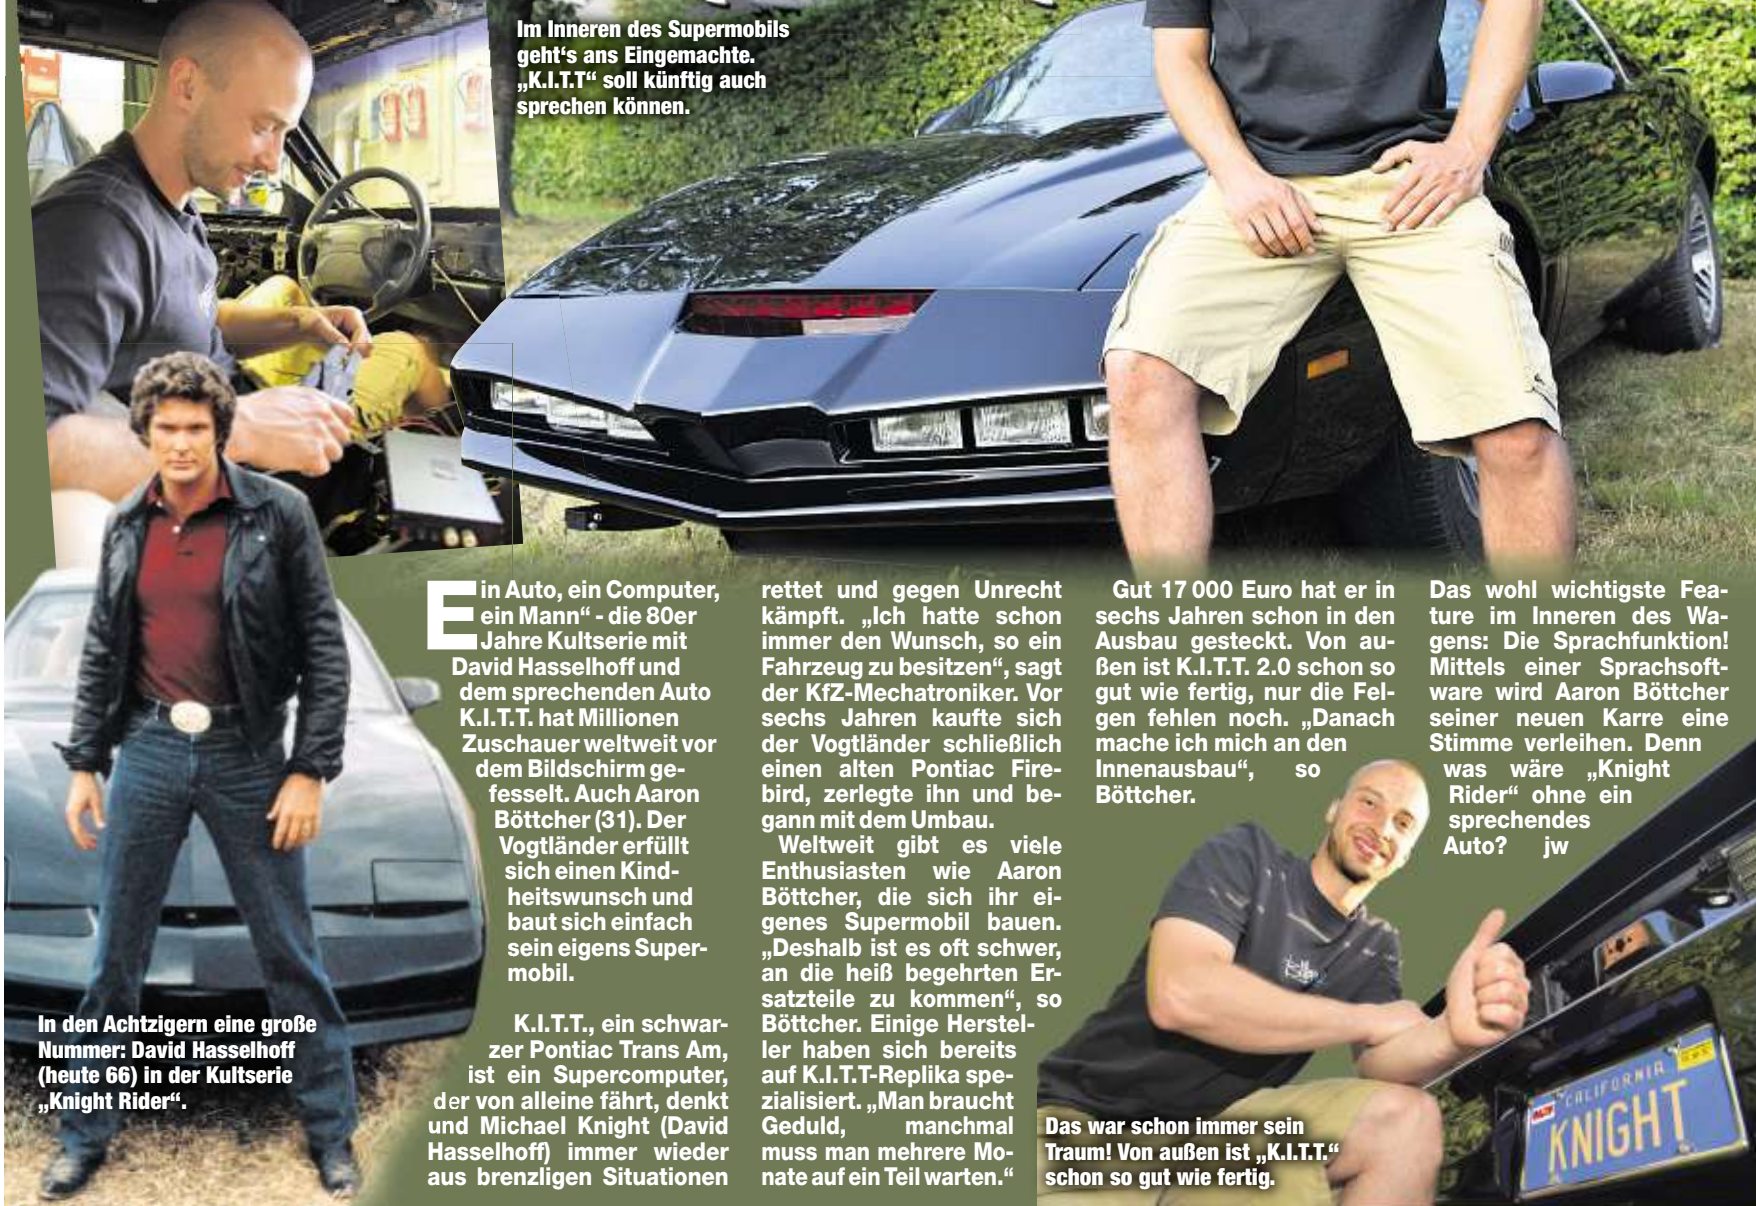 Im Inneren des Supermobils
geht‘s ans Eingemachte.
„K.I.T.T“ soll künftig auch
sprechen können.
Ein Auto, ein Computer,
ein Mann“ - die 80er
Jahre Kultserie mit
David Hasselhoff und
dem sprechenden Auto
K.I.T.T. hat Millionen
Zuschauer weltweit vor
dem Bildschirm ge-
fesselt. Auch Aaron
Böttcher (31). Der
Vogtländer erfüllt
sich einen Kind-
heitswunsch und
baut sich einfach
sein eigens Super-
mobil.
K.I.T.T., ein schwar-
zer Pontiac Trans Am,
ist ein Supercomputer,
der von alleine fährt, denkt
und Michael Knight (David
Hasselhoff) immer wieder
aus brenzligen Situationen
rettet und gegen Unrecht
kämpft. „Ich hatte schon
immer den Wunsch, so ein
Fahrzeug zu besitzen“, sagt
der KfZ-Mechatroniker. Vor
sechs Jahren kaufte sich
der Vogtländer schließlich
einen alten Pontiac Fire-
bird, zerlegte ihn und be-
gann mit dem Umbau.
Weltweit gibt es viele
Enthusiasten wie Aaron
Böttcher, die sich ihr ei-
genes Supermobil bauen.
„Deshalb ist es oft schwer,
an die heiß begehrten Er-
satzteile zu kommen“, so
Böttcher. Einige Herstel-
ler haben sich bereits
auf K.I.T.T-Replika spe-
zialisiert. „Man braucht
Geduld, manchmal
muss man mehrere Mo-
nate auf ein Teil warten.“
Gut 17 000 Euro hat er in
sechs Jahren schon in den
Ausbau gesteckt. Von au-
ßen ist K.I.T.T. 2.0 schon so
gut wie fertig, nur die Fel-
gen fehlen noch. „Danach
mache ich mich an den
Innenausbau“, so
Böttcher.
Das wohl wichtigste Fea-
ture im Inneren des Wa-
gens: Die Sprachfunktion!
Mittels einer Sprachsoft-
ware wird Aaron Böttcher
seiner neuen Karre eine
Stimme verleihen. Denn
was wäre „Knight
Rider“ ohne ein
sprechendes
Auto? jw
In den Achtzigern eine große
Nummer: David Hasselhoff
(heute 66) in der Kultserie
„Knight Rider“.
Das war schon immer sein
Traum! Von außen ist „K.I.T.T.“
schon so gut wie fertig.
CALIFORNIA
KNIGHT